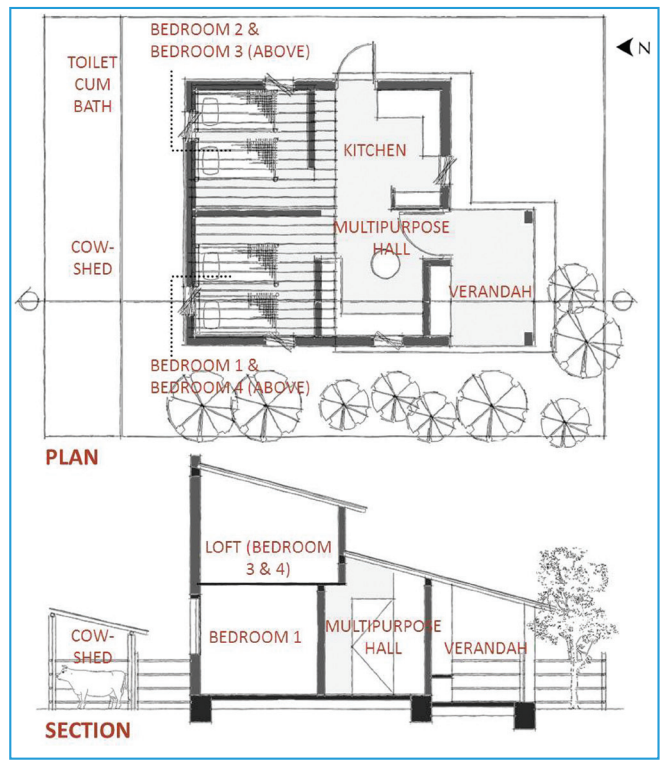 BEDROOM 2 &
BEDROOM 3 (ABOVE)
N
TOILET
CUM
BATH
KITCHEN
MULTIPURPOSE
HALL
COW-
SHED
VERANDAH
BEDROOM 1 &
BEDROOM 4 (ABOVE)
PLAN
LOFT (BEDROOM
3 & 4)
COW-
SHED
BEDROOM 1
MULTIPURPOSE
HALL
VERANDAH
SECTION